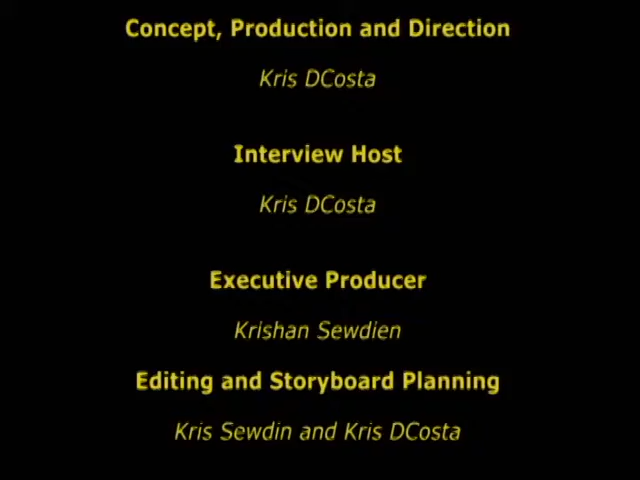 Concept, Production and Direction
Kris DCosta
Interview Host
Kris DCosta
Executive Producer
Krishan Sewdien
Editing and Storyboard Planning
Kris Sewdin and Kris DCosta